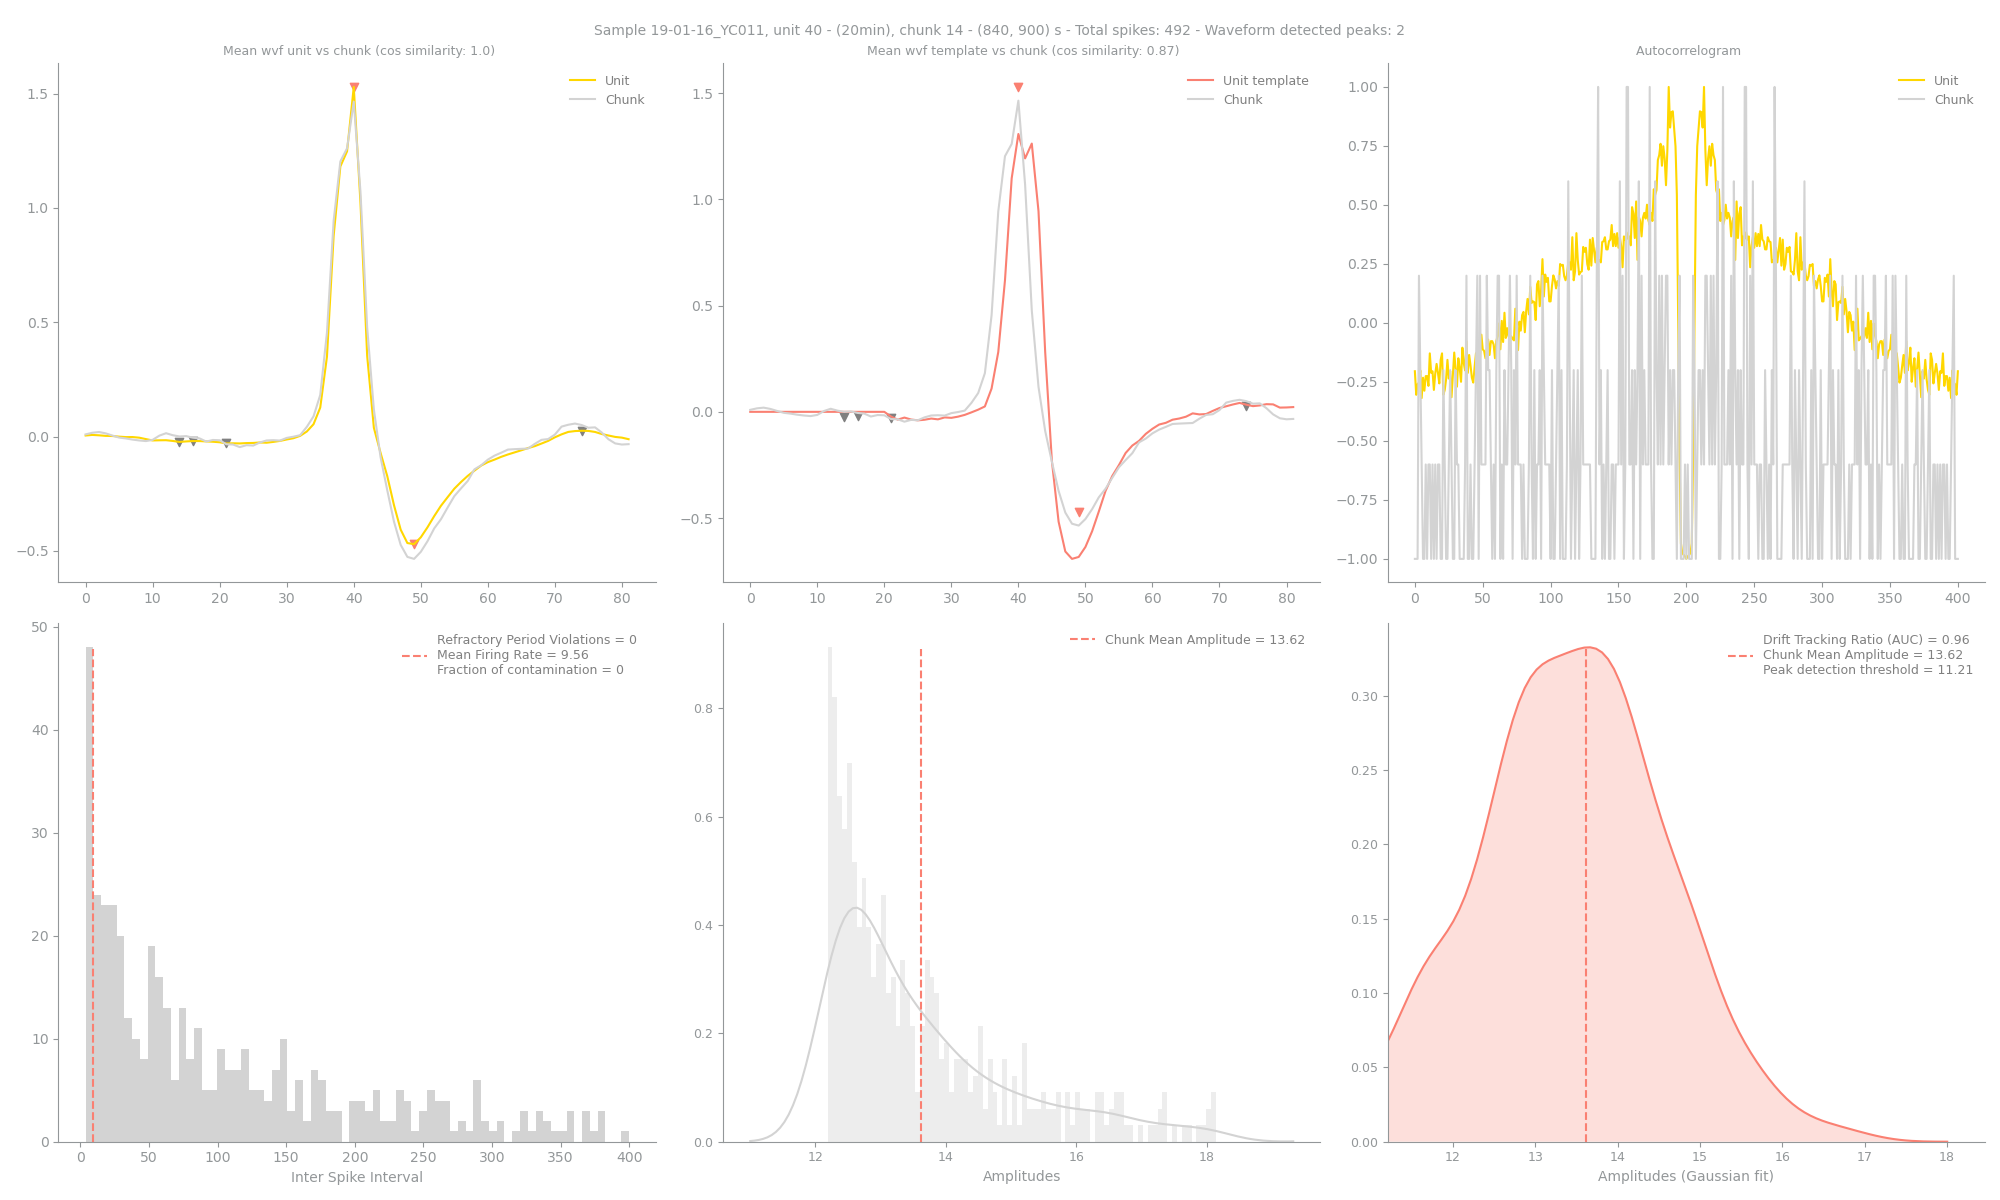 Sample 19-01-16_YC011, unit 40 - (20min), chunk 14 - (840, 900) s - Total spikes: 492 - Waveform detected peaks: 2
Mean wvf unit vs chunk (cos similarity: 1.0)
Unit
Chunk
1.5
1.0
0.5
0.0
−0.5
0 10 20 30 40 50 60 70 80
Mean wvf template vs chunk (cos similarity: 0.87)
Unit template
Chunk
1.5
1.0
0.5
0.0
−0.5
0 10 20 30 40 50 60 70 80
Autocorrelogram
Unit
Chunk
1.00
0.75
0.50
0.25
0.00
−0.25
−0.50
−0.75
−1.00
0 50 100 150 200 250 300 350 400
Refractory Period Violations = 0
Mean Firing Rate = 9.56
Fraction of contamination = 0
50
40
30
20
10
0
0 50 100 150 200 250 300 350 400
Inter Spike Interval
Chunk Mean Amplitude = 13.62
0.8
0.6
0.4
0.2
0.0
12 14 16 18
Amplitudes
Drift Tracking Ratio (AUC) = 0.96
Chunk Mean Amplitude = 13.62
Peak detection threshold = 11.21
0.30
0.25
0.20
0.15
0.10
0.05
0.00
12 13 14 15 16 17 18
Amplitudes (Gaussian fit)